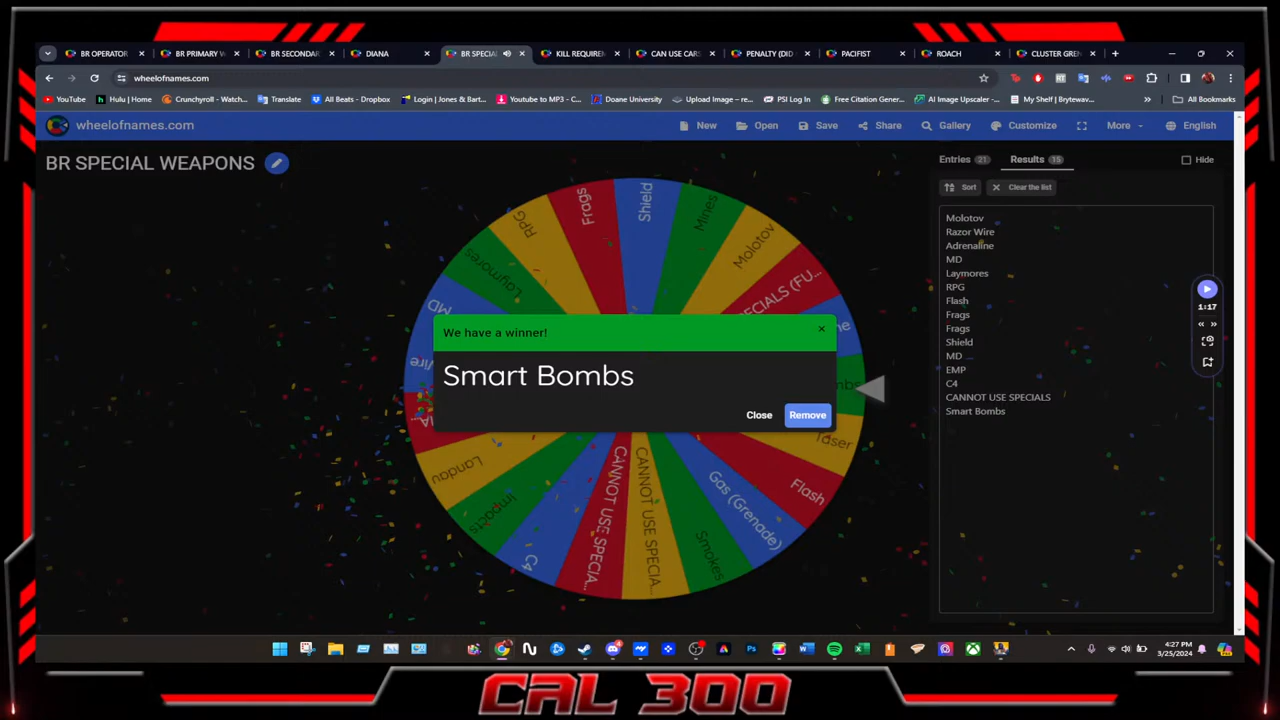 BR OPERATOR
BR PRIMARY W
BR SECONDAR
DIANA
BR SPECIA
KILL REQUIREM
CAN USE CARS
PENALTY (DID
PACIFIST
ROACH
CLUSTER GREN
wheelofnames.com
YouTube
Hulu | Home
Crunchyroll - Watch...
Translate
All Beats - Dropbox
Login | Jones & Bart...
Youtube to MP3 - C...
Doane University
Upload Image – re...
PSI Log In
Free Citation Gener...
AI Image Upscaler -...
My Shelf | Brytewav...
All Bookmarks
wheelofnames.com
New
Open
Save
Share
Gallery
Customize
More
English
BR SPECIAL WEAPONS
Entries 21
Results 15
Hide
Sort
Clear the list
Molotov
Razor Wire
Adrenaline
MD
Laymores
RPG
Flash
Frags
Frags
Shield
MD
EMP
C4
CANNOT USE SPECIALS
Smart Bombs
1:17
Shield
Mines
Molotov
SPECIALS (FU...
Taser
Flash
Gas (Grenade)
Smokes
CANNOT USE SPECIA...
CANNOT USE SPECIA...
C4
Impacts
Landau
MD
Laymores
RPG
Frags
We have a winner!
Smart Bombs
Close
Remove
4:27 PM
3/25/2024
CAL 300